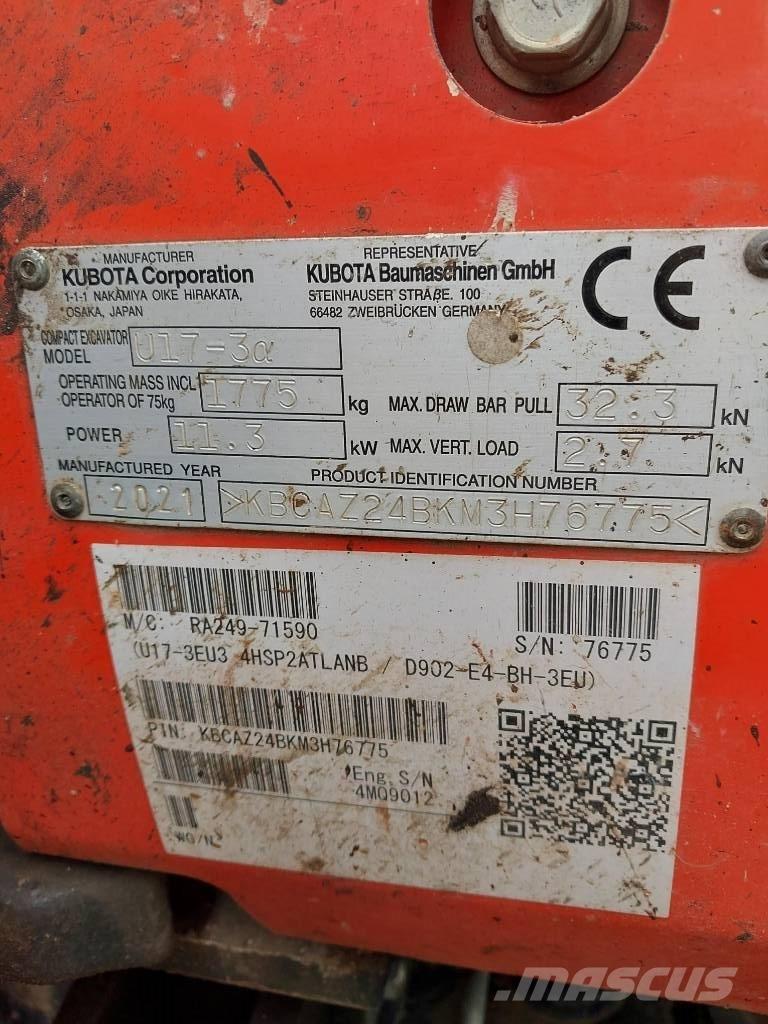 MANUFACTURER
KUBOTA Corporation
1-1-1 NAKAMIYA OIKE HIRAKATA,
OSAKA, JAPAN
REPRESENTATIVE
KUBOTA Baumaschinen GmbH
STEINHAUSER STRAßE. 100
66482 ZWEIBRÜCKEN GERMANY
CE
COMPACT EXCAVATOR
MODEL U17-3α
OPERATING MASS INCL
OPERATOR OF 75kg 1775 kg
MAX. DRAW BAR PULL 32.3 kN
POWER 11.3 kW
MAX. VERT. LOAD 2.7 kN
MANUFACTURED YEAR
2021
PRODUCT IDENTIFICATION NUMBER
>KBCAZ24BKM3H76775<
M/C: RA249-71590
S/N: 76775
(U17-3EU3 4HSP2ATLANB / D902-E4-BH-3EU)
PIN: KBCAZ24BKM3H76775
Eng. S/N
4MQ9012
WG/N
mascus